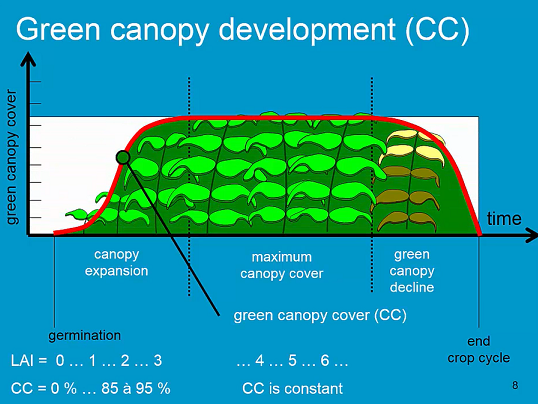 Green canopy development (CC)
green canopy cover
time
canopy
expansion
maximum
canopy cover
green
canopy
decline
green canopy cover (CC)
germination
end
crop cycle
LAI = 0 … 1 … 2 … 3
… 4 … 5 … 6 …
CC = 0 % … 85 à 95 %
CC is constant
8